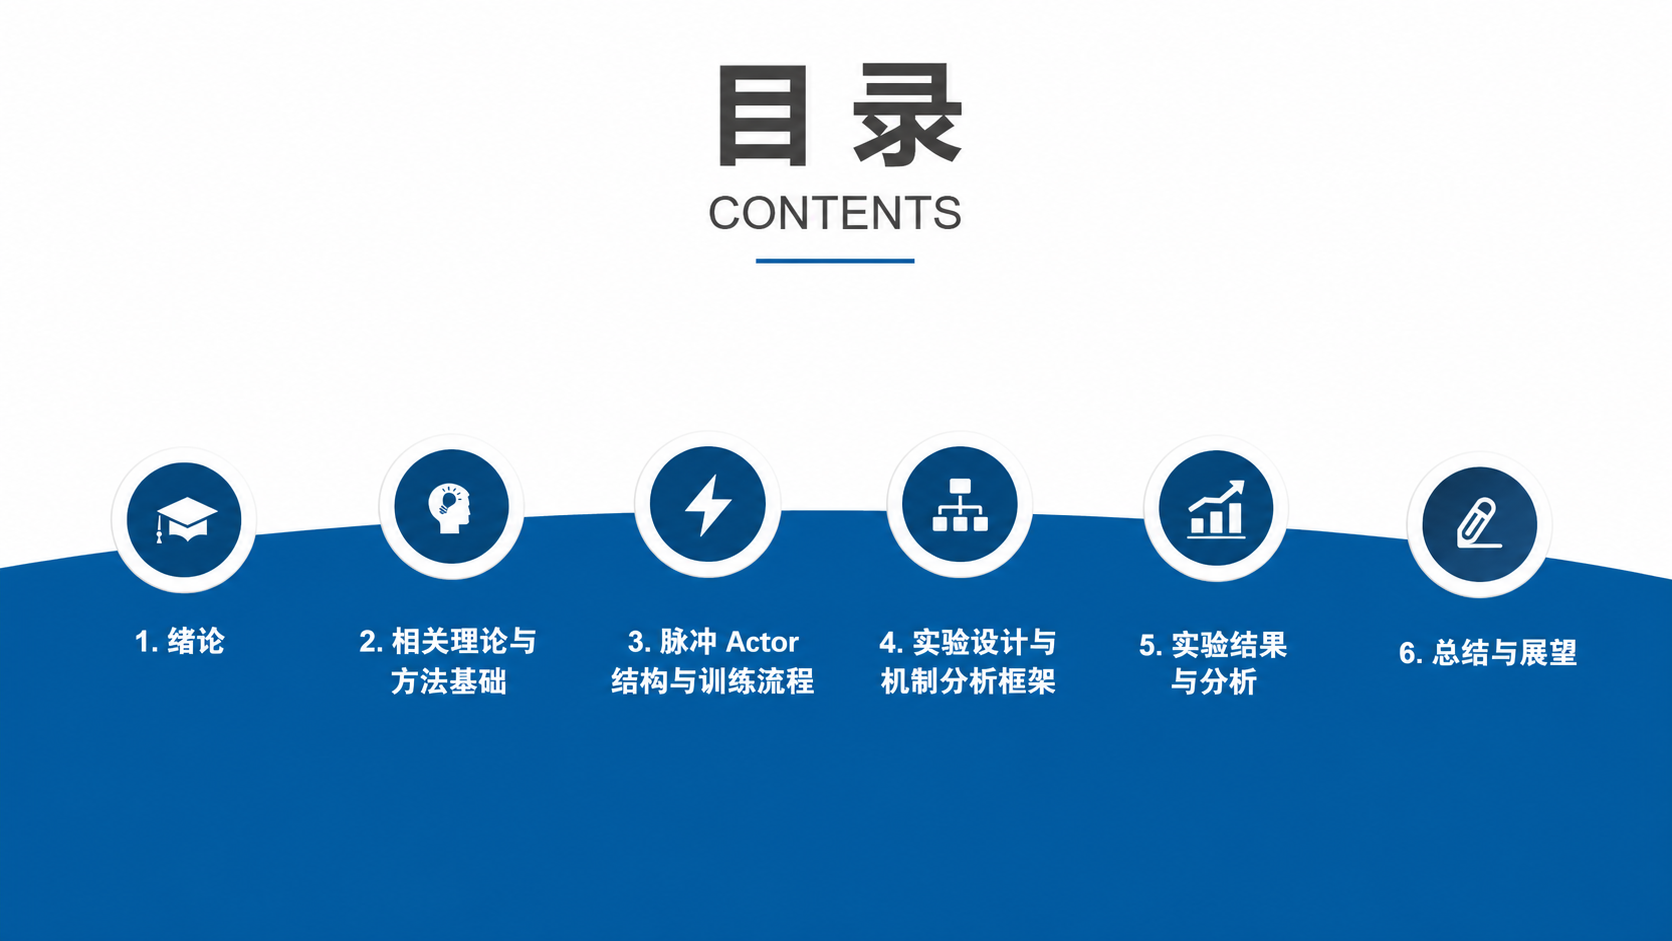 目录
CONTENTS
1. 绪论
2. 相关理论与
方法基础
3. 脉冲 Actor
结构与训练流程
4. 实验设计与
机制分析框架
5. 实验结果
与分析
6. 总结与展望